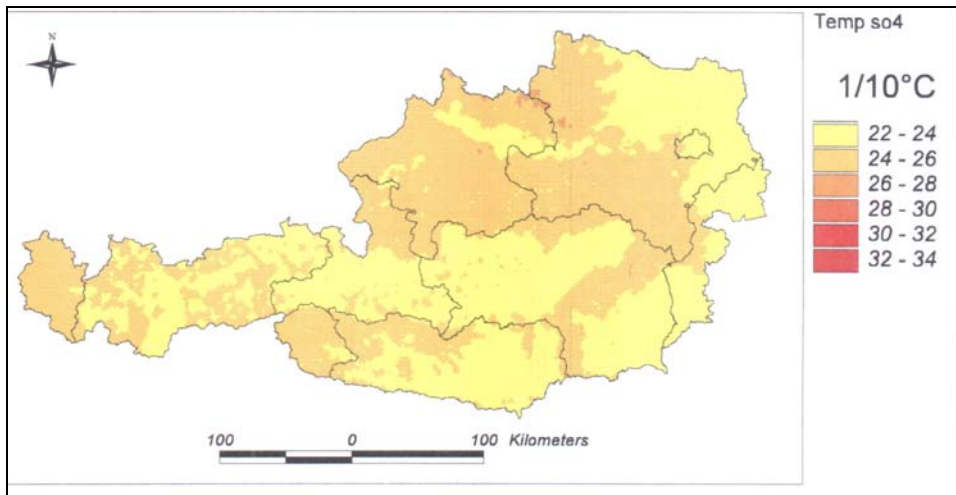 Temp so4
N
1/10°C
22 - 24
24 - 26
26 - 28
28 - 30
30 - 32
32 - 34
100 0 100 Kilometers